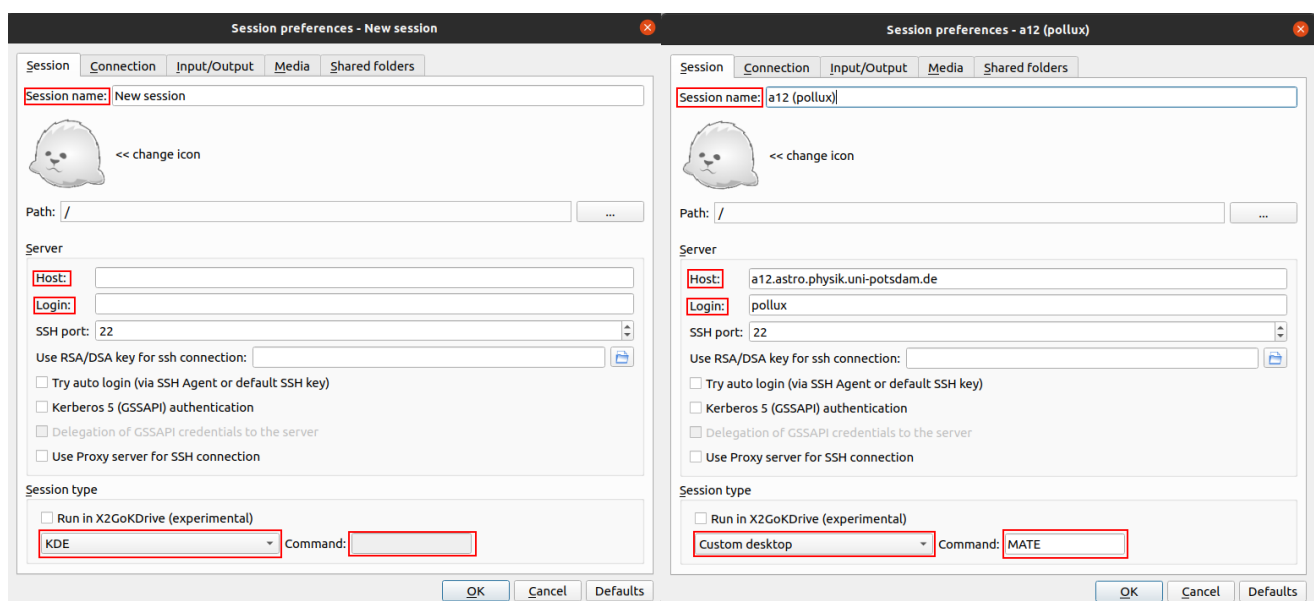 Session preferences - New session
Session Connection Input/Output Media Shared folders
Session name: New session
<< change icon
Path: / ...
Server
Host:
Login:
SSH port: 22
Use RSA/DSA key for ssh connection:
Try auto login (via SSH Agent or default SSH key)
Kerberos 5 (GSSAPI) authentication
Delegation of GSSAPI credentials to the server
Use Proxy server for SSH connection
Session type
Run in X2GoKDrive (experimental)
KDE Command:
OK Cancel Defaults
Session preferences - a12 (pollux)
Session Connection Input/Output Media Shared folders
Session name: a12 (pollux)
<< change icon
Path: / ...
Server
Host: a12.astro.physik.uni-potsdam.de
Login: pollux
SSH port: 22
Use RSA/DSA key for ssh connection:
Try auto login (via SSH Agent or default SSH key)
Kerberos 5 (GSSAPI) authentication
Delegation of GSSAPI credentials to the server
Use Proxy server for SSH connection
Session type
Run in X2GoKDrive (experimental)
Custom desktop Command: MATE
OK Cancel Defaults